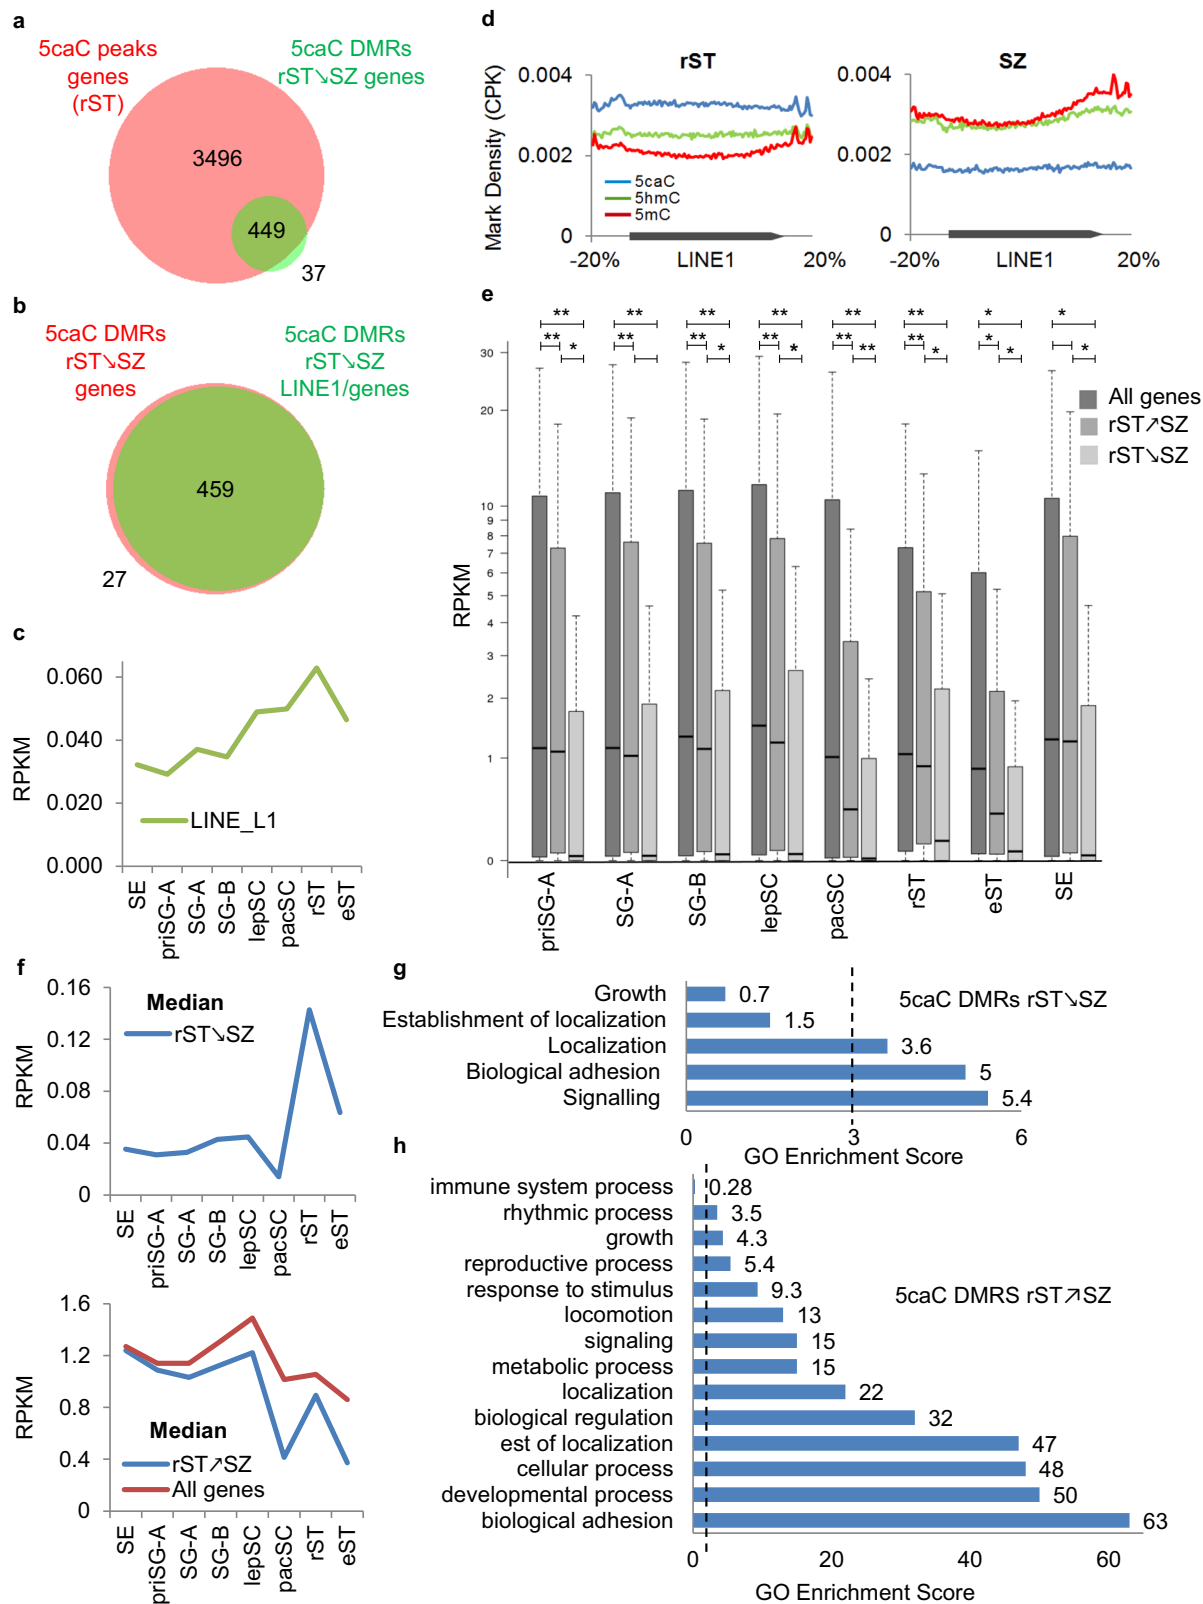 a
5caC peaks
genes
(rST)
5caC DMRs
rST↘SZ genes
3496
449
37
b
5caC DMRs
rST↘SZ
genes
5caC DMRs
rST↘SZ
LINE1/genes
459
27
c
RPKM
0.060
0.040
0.020
0.000
LINE_L1
SE
priSG-A
SG-A
SG-B
lepSC
pacSC
rST
eST
d
rST
SZ
Mark Density (CPK)
0.004
0.002
0
5caC
5hmC
5mC
-20%
LINE1
20%
0.004
0.002
0
-20%
LINE1
20%
e
** ** ** ** ** ** * *
** ** ** ** ** ** *
* * * ** * * *
RPKM
30
20
10
9
8
7
6
5
4
3
2
1
0
All genes
rST↗SZ
rST↘SZ
priSG-A
SG-A
SG-B
lepSC
pacSC
rST
eST
SE
f
RPKM
0.16
0.12
0.08
0.04
0
Median
rST↘SZ
SE
priSG-A
SG-A
SG-B
lepSC
pacSC
rST
eST
RPKM
1.6
1.2
0.8
0.4
0
Median
rST↗SZ
All genes
SE
priSG-A
SG-A
SG-B
lepSC
pacSC
rST
eST
g
5caC DMRs rST↘SZ
Growth 0.7
Establishment of localization 1.5
Localization 3.6
Biological adhesion 5
Signalling 5.4
0 3 6
GO Enrichment Score
h
5caC DMRS rST↗SZ
immune system process 0.28
rhythmic process 3.5
growth 4.3
reproductive process 5.4
response to stimulus 9.3
locomotion 13
signaling 15
metabolic process 15
localization 22
biological regulation 32
est of localization 47
cellular process 48
developmental process 50
biological adhesion 63
0 20 40 60
GO Enrichment Score